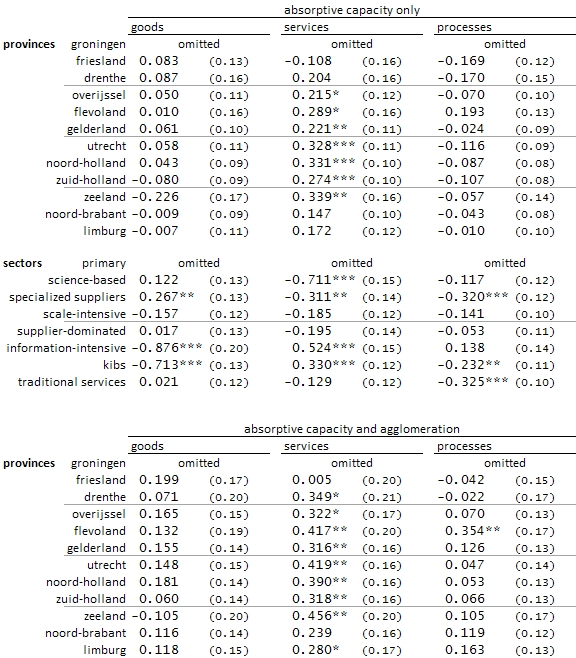 absorptive capacity only
goods services processes
provinces groningen omitted omitted omitted
friesland 0.083 (0.13) -0.108 (0.16) -0.169 (0.12)
drenthe 0.087 (0.16) 0.204 (0.16) -0.170 (0.15)
overijssel 0.050 (0.11) 0.215* (0.12) -0.070 (0.10)
flevoland 0.010 (0.16) 0.289* (0.16) 0.193 (0.13)
gelderland 0.061 (0.10) 0.221** (0.11) -0.024 (0.09)
utrecht 0.058 (0.11) 0.328*** (0.11) -0.116 (0.09)
noord-holland 0.043 (0.09) 0.331*** (0.10) -0.087 (0.08)
zuid-holland -0.080 (0.09) 0.274*** (0.10) -0.107 (0.08)
zeeland -0.226 (0.17) 0.339** (0.16) -0.057 (0.14)
noord-brabant -0.009 (0.09) 0.147 (0.10) -0.043 (0.08)
limburg -0.007 (0.11) 0.172 (0.12) -0.010 (0.10)
sectors primary omitted omitted omitted
science-based 0.122 (0.13) -0.711*** (0.15) -0.117 (0.12)
specialized suppliers 0.267** (0.13) -0.311** (0.14) -0.320*** (0.12)
scale-intensive -0.157 (0.12) -0.185 (0.12) -0.141 (0.10)
supplier-dominated 0.017 (0.13) -0.195 (0.14) -0.053 (0.11)
information-intensive -0.876*** (0.20) 0.524*** (0.15) 0.138 (0.14)
kibs -0.713*** (0.13) 0.330*** (0.12) -0.232** (0.11)
traditional services 0.021 (0.12) -0.129 (0.12) -0.325*** (0.10)
absorptive capacity and agglomeration
goods services processes
provinces groningen omitted omitted omitted
friesland 0.199 (0.17) 0.005 (0.20) -0.042 (0.15)
drenthe 0.071 (0.20) 0.349* (0.21) -0.022 (0.17)
overijssel 0.165 (0.15) 0.322* (0.17) 0.070 (0.13)
flevoland 0.132 (0.19) 0.417** (0.20) 0.354** (0.17)
gelderland 0.155 (0.14) 0.316** (0.16) 0.126 (0.13)
utrecht 0.148 (0.15) 0.419** (0.16) 0.047 (0.14)
noord-holland 0.181 (0.14) 0.390** (0.16) 0.053 (0.13)
zuid-holland 0.060 (0.14) 0.318** (0.16) 0.066 (0.13)
zeeland -0.105 (0.20) 0.456** (0.20) 0.105 (0.17)
noord-brabant 0.116 (0.14) 0.239 (0.16) 0.119 (0.12)
limburg 0.118 (0.15) 0.280* (0.17) 0.163 (0.13)